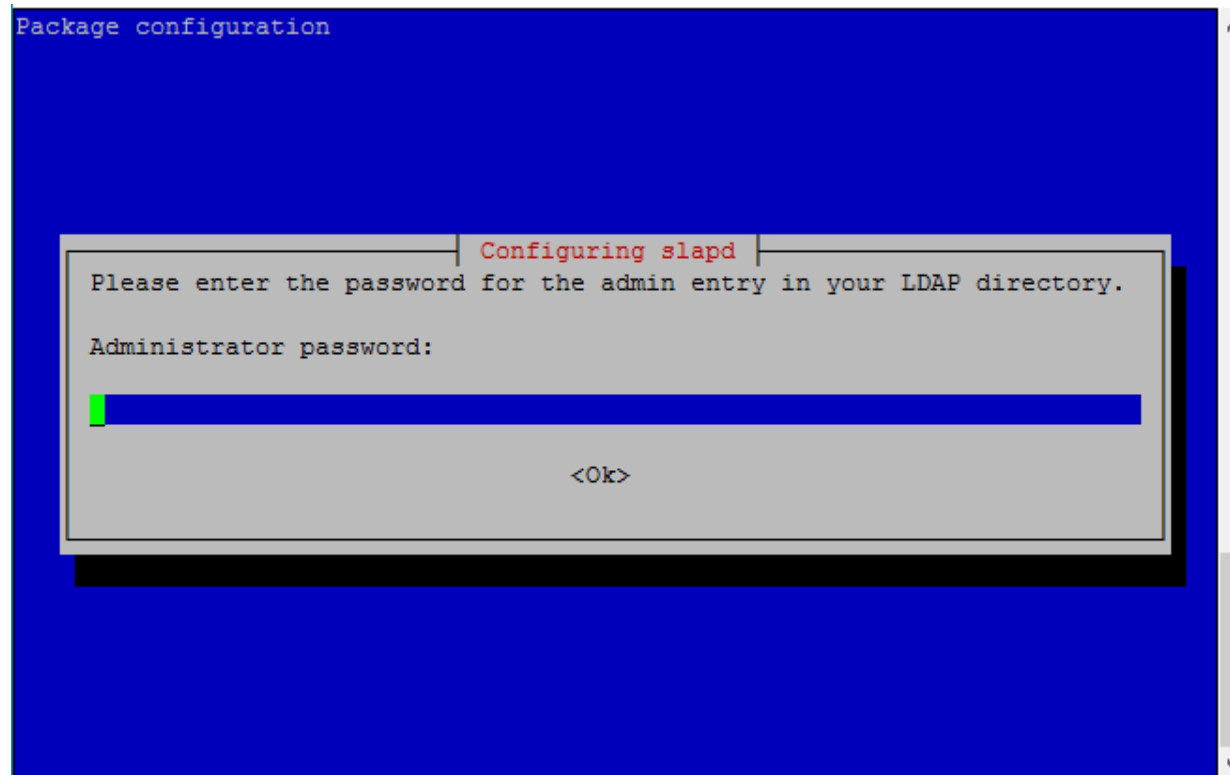 Package configuration
Configuring slapd
Please enter the password for the admin entry in your LDAP directory.
Administrator password:
<Ok>